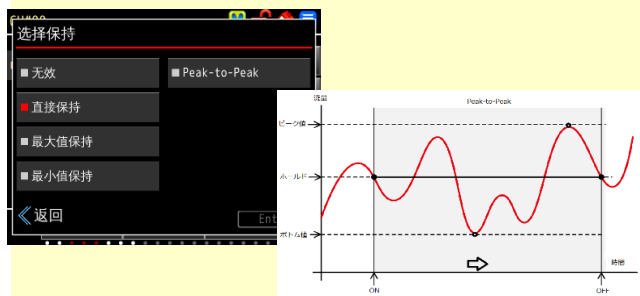 选择保持
无效
Peak-to-Peak
直接保持
最大值保持
最小值保持
返回
Ent
流量
Peak-to-Peak
ピーク値
ホールド
ボトム値
時間
ON
OFF